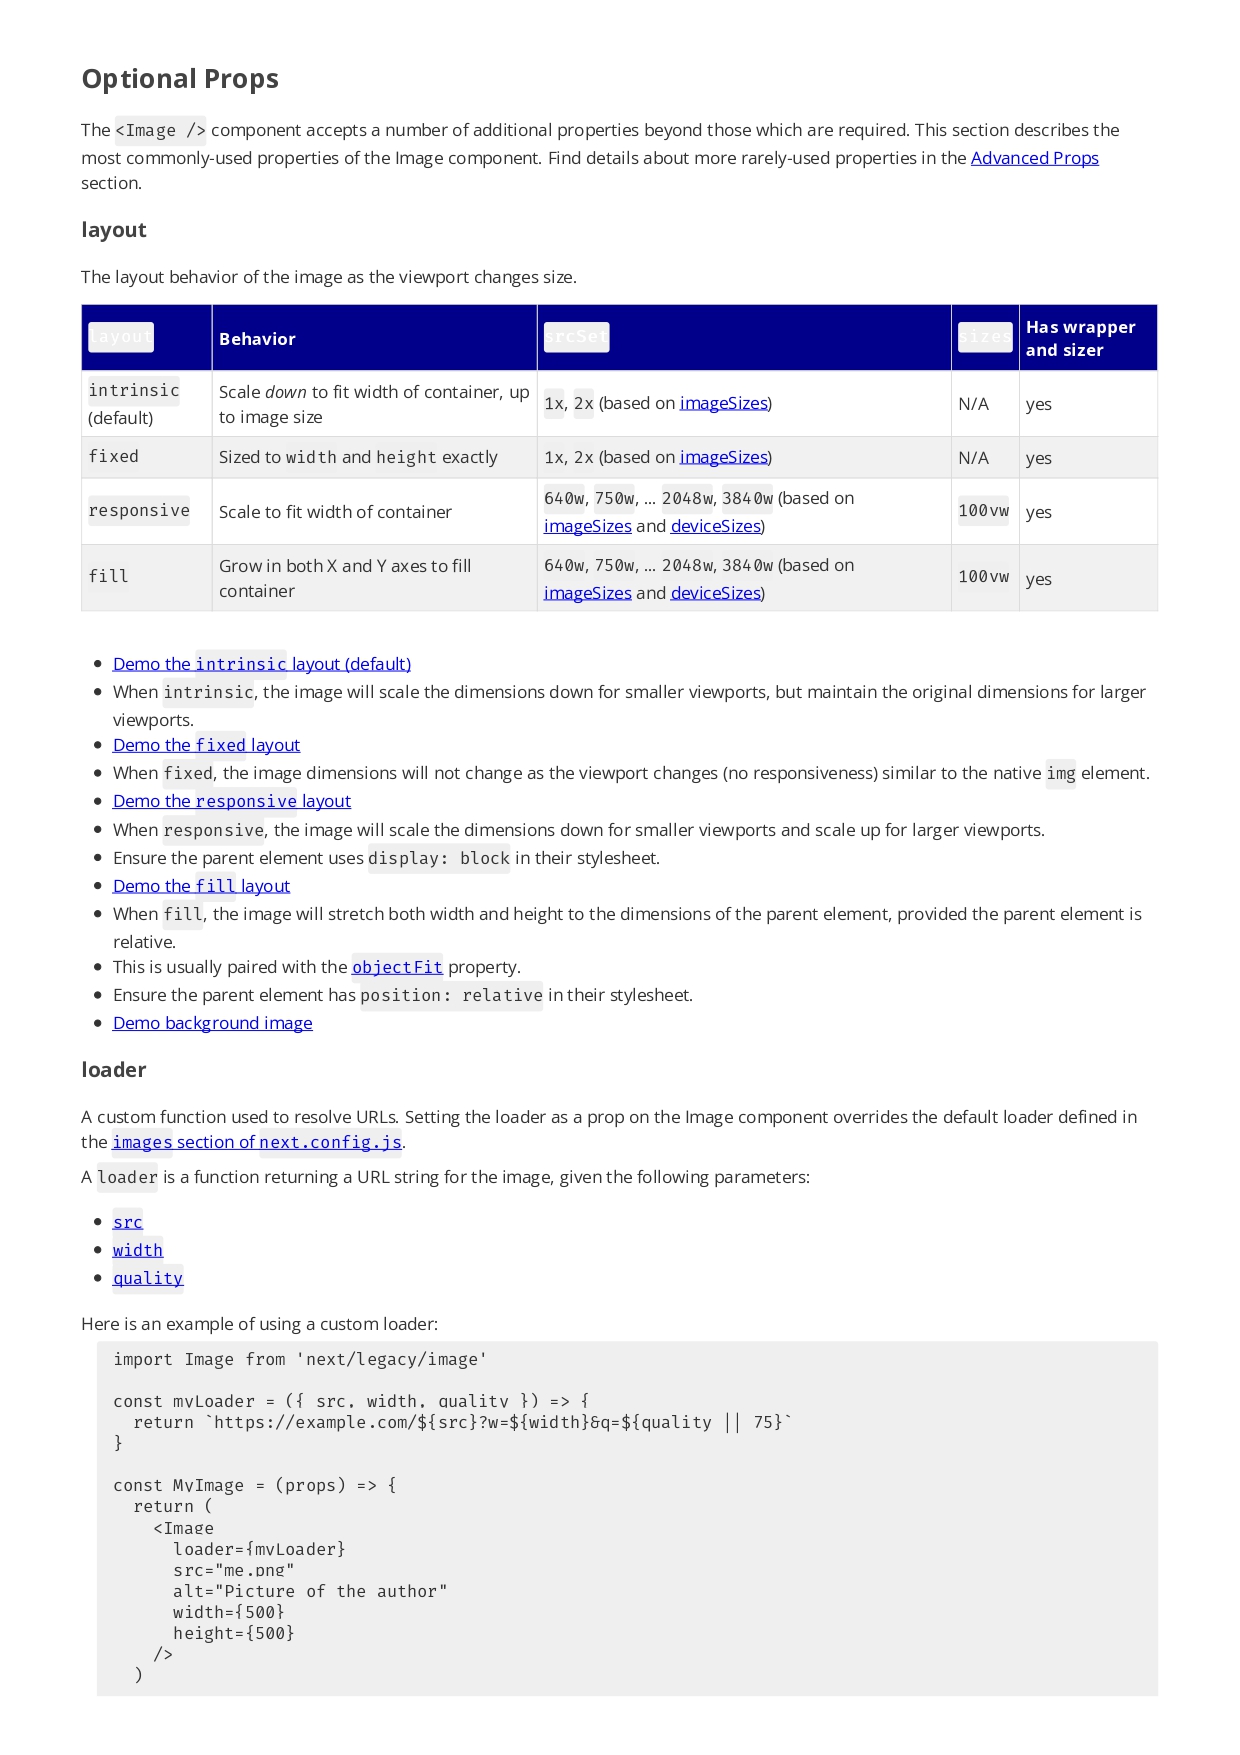 Optional Props
The <Image /> component accepts a number of additional properties beyond those which are required. This section describes the
most commonly-used properties of the Image component. Find details about more rarely-used properties in the Advanced Props
section.
layout
The layout behavior of the image as the viewport changes size.
layout Behavior srcSet sizes Has wrapper and sizer
intrinsic (default) Scale down to fit width of container, up to image size 1x, 2x (based on imageSizes) N/A yes
fixed Sized to width and height exactly 1x, 2x (based on imageSizes) N/A yes
responsive Scale to fit width of container 640w, 750w, ... 2048w, 3840w (based on imageSizes and deviceSizes) 100vw yes
fill Grow in both X and Y axes to fill container 640w, 750w, ... 2048w, 3840w (based on imageSizes and deviceSizes) 100vw yes
• Demo the intrinsic layout (default)
• When intrinsic, the image will scale the dimensions down for smaller viewports, but maintain the original dimensions for larger
viewports.
• Demo the fixed layout
• When fixed, the image dimensions will not change as the viewport changes (no responsiveness) similar to the native img element.
• Demo the responsive layout
• When responsive, the image will scale the dimensions down for smaller viewports and scale up for larger viewports.
• Ensure the parent element uses display: block in their stylesheet.
• Demo the fill layout
• When fill, the image will stretch both width and height to the dimensions of the parent element, provided the parent element is
relative.
• This is usually paired with the objectFit property.
• Ensure the parent element has position: relative in their stylesheet.
• Demo background image
loader
A custom function used to resolve URLs. Setting the loader as a prop on the Image component overrides the default loader defined in
the images section of next.config.js.
A loader is a function returning a URL string for the image, given the following parameters:
• src
• width
• quality
Here is an example of using a custom loader:
import Image from 'next/legacy/image'
const myLoader = ({ src, width, quality }) => {
  return `https://example.com/${src}?w=${width}&q=${quality || 75}`
}
const MyImage = (props) => {
  return (
    <Image
      loader={myLoader}
      src="me.png"
      alt="Picture of the author"
      width={500}
      height={500}
    />
  )